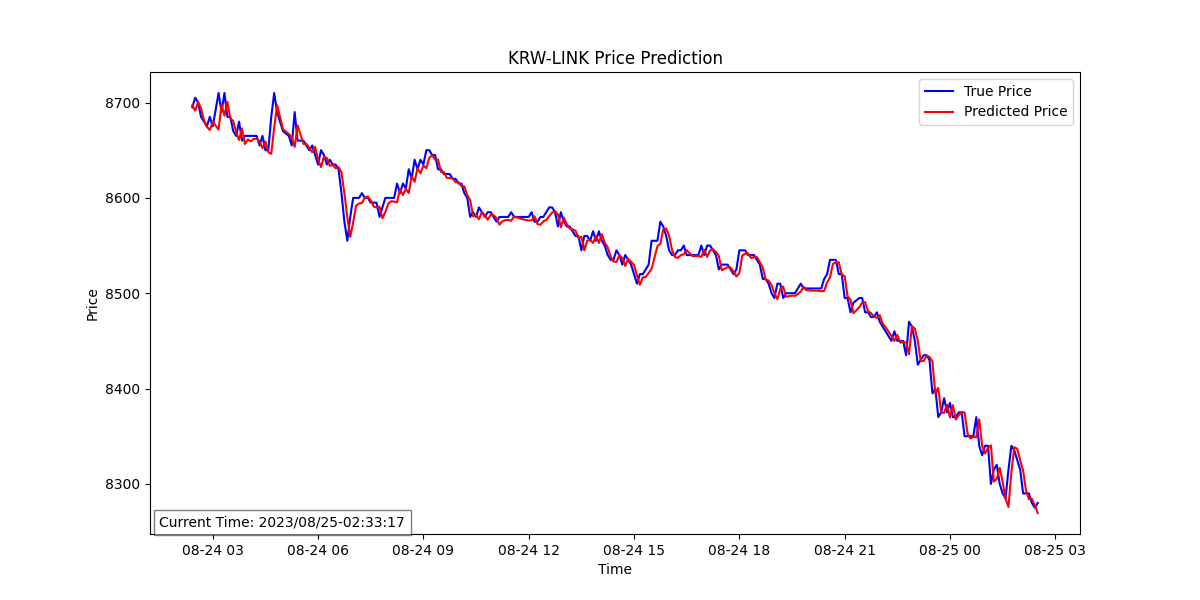 KRW-LINK Price Prediction
True Price
Predicted Price
8700
8600
8500
8400
8300
Price
Current Time: 2023/08/25-02:33:17
08-24 03
08-24 06
08-24 09
08-24 12
08-24 15
08-24 18
08-24 21
08-25 00
08-25 03
Time